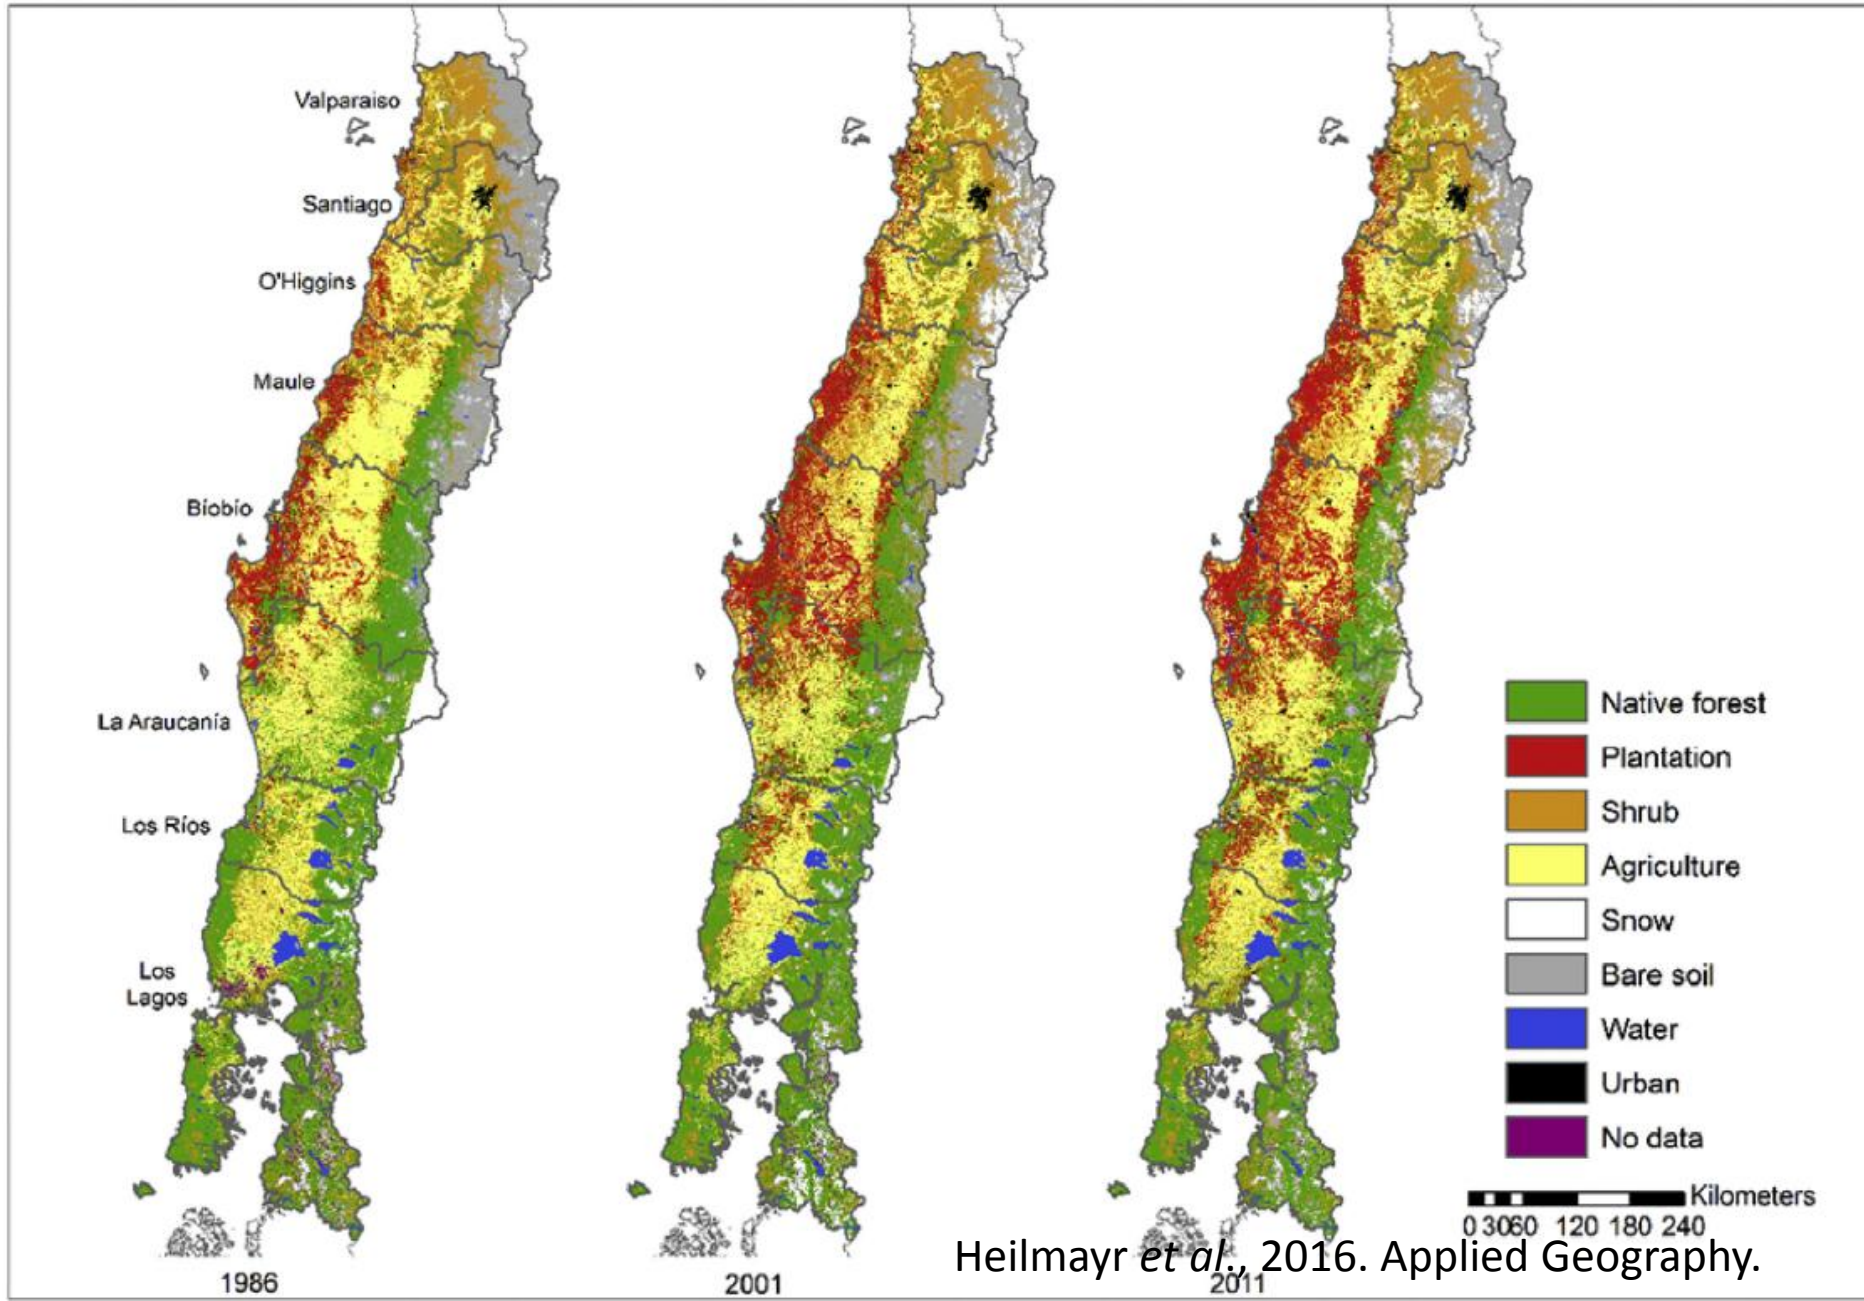 Valparaiso
Santiago
O'Higgins
Maule
Bíobío
La Araucanía
Los Ríos
Los
Lagos
Native forest
Plantation
Shrub
Agriculture
Snow
Bare soil
Water
Urban
No data
Kilometers
0 30 60 120 180 240
Heilmayr et al., 2016. Applied Geography.
1986
2001
2011